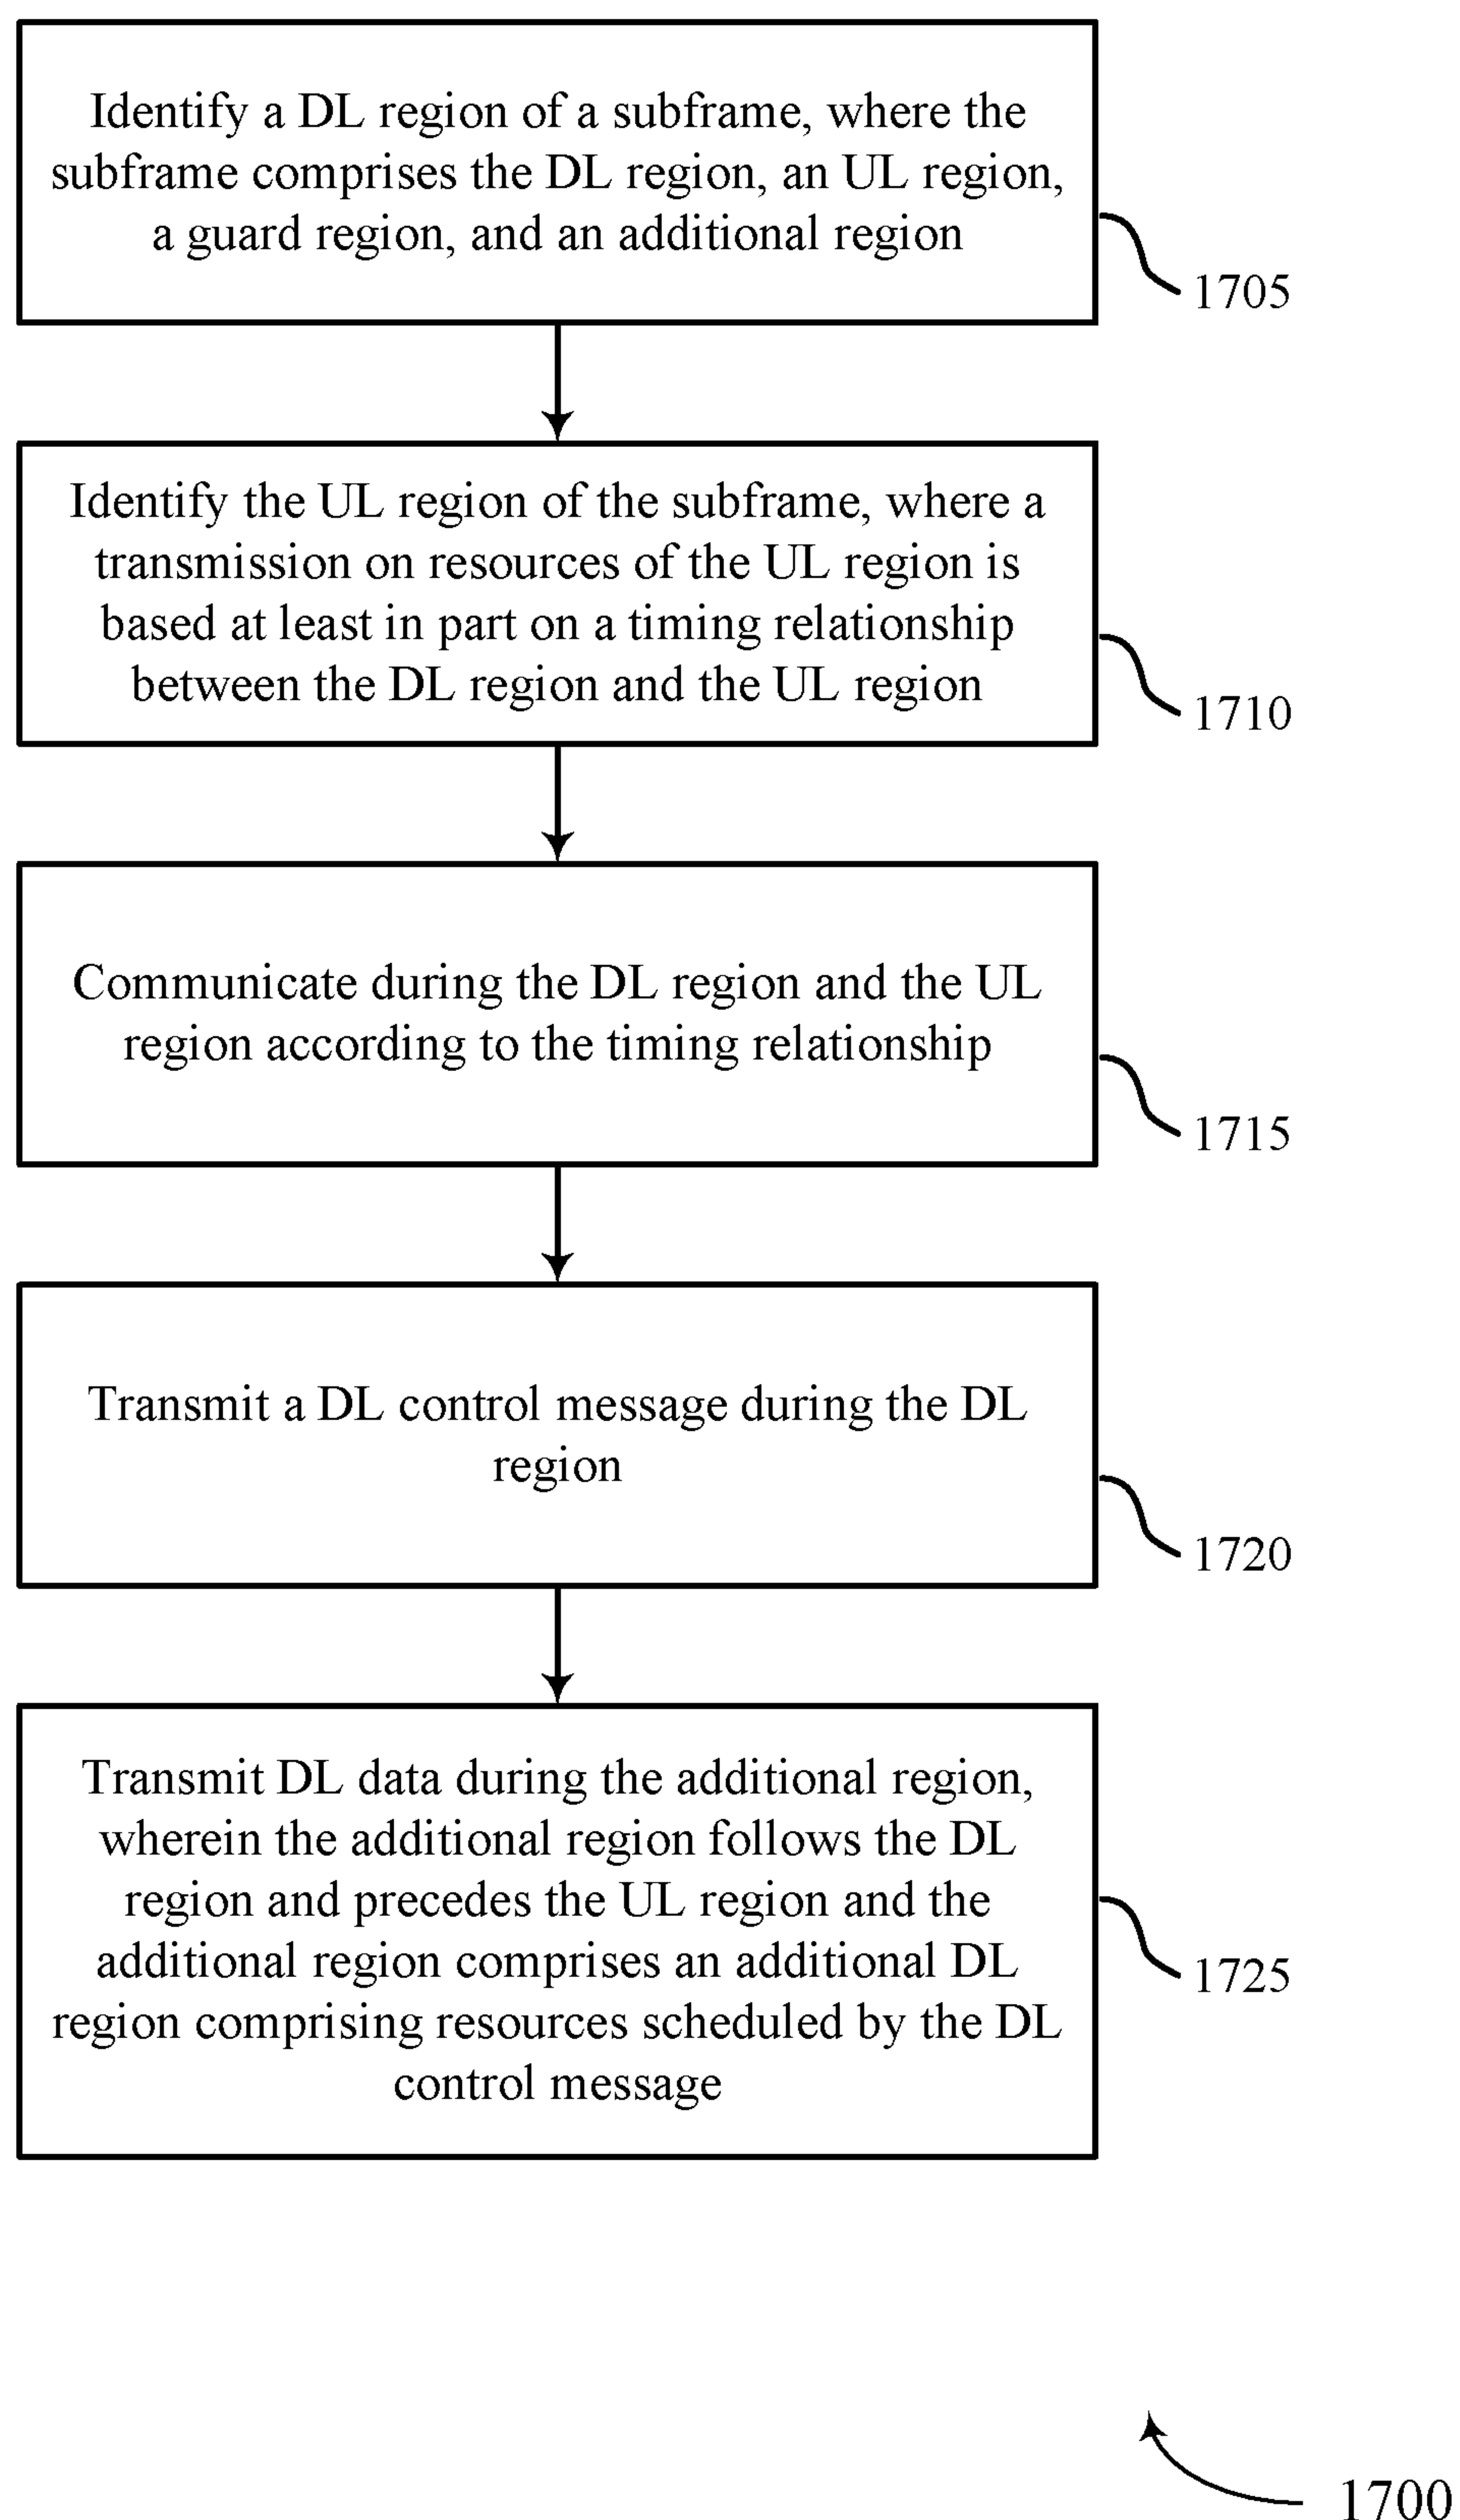 Identify a DL region of a subframe, where the
subframe comprises the DL region, an UL region,
a guard region, and an additional region
1705
Identify the UL region of the subframe, where a
transmission on resources of the UL region is
based at least in part on a timing relationship
between the DL region and the UL region
1710
Communicate during the DL region and the UL
region according to the timing relationship
1715
Transmit a DL control message during the DL
region
1720
Transmit DL data during the additional region,
wherein the additional region follows the DL
region and precedes the UL region and the
additional region comprises an additional DL
region comprising resources scheduled by the DL
control message
1725
1700